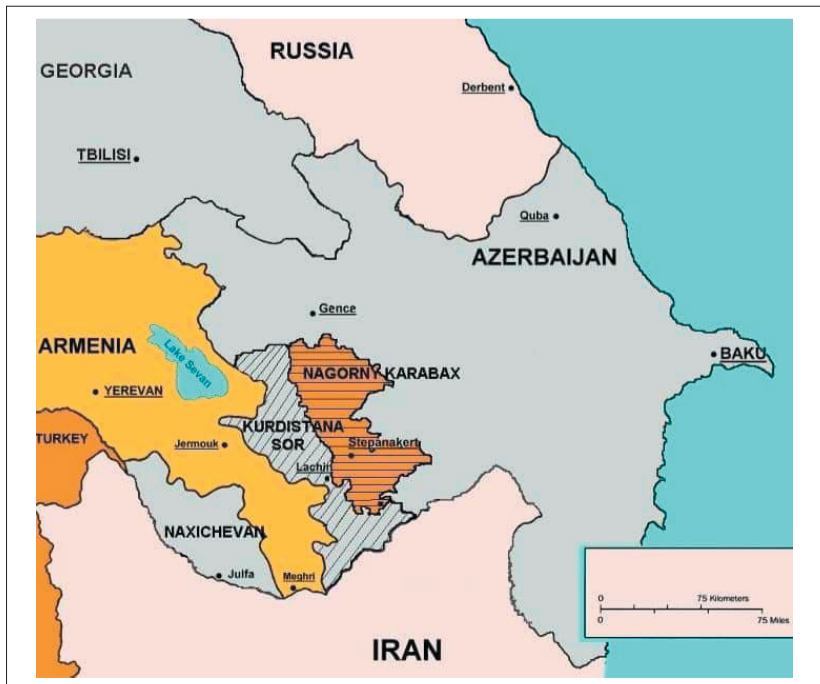 RUSSIA
GEORGIA
Derbent
TBILISI
Quba
AZERBAIJAN
Gence
ARMENIA
Lake Sevan
BAKU
NAGORNY KARABAX
YEREVAN
KURDISTANA
SOR
TURKEY
Jermouk
Stepanakert
Lachin
NAXICHEVAN
Julfa
Meghri
0 75 Kilometers
0 75 Miles
IRAN